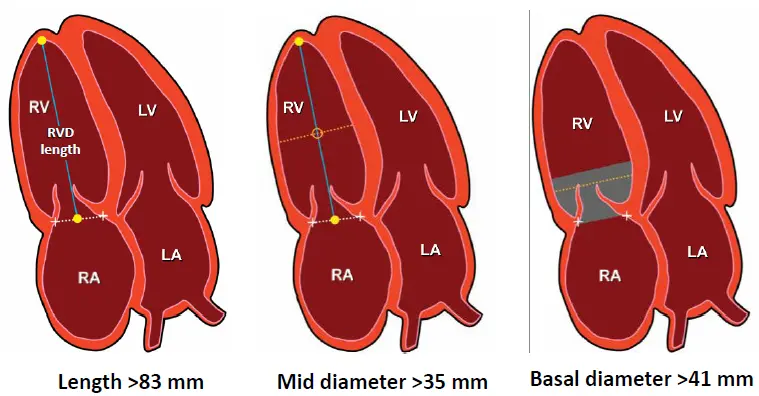 RV
LV
RVD
length
RA
LA
Length >83 mm
RV
LV
RA
LA
Mid diameter >35 mm
RV
LV
RA
LA
Basal diameter >41 mm